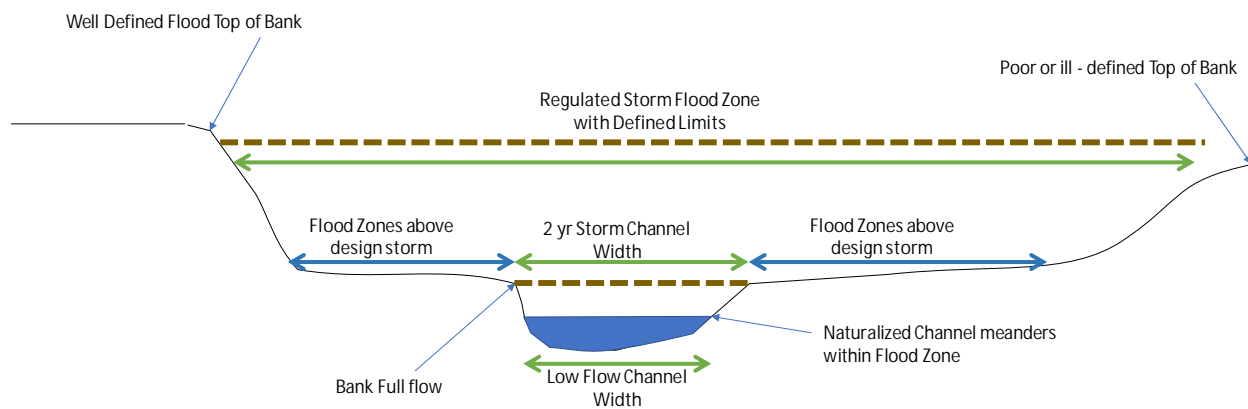 Well Defined Flood Top of Bank
Poor or ill - defined Top of Bank
Regulated Storm Flood Zone
with Defined Limits
Flood Zones above
design storm
2 yr Storm Channel
Width
Flood Zones above
design storm
Naturalized Channel meanders
within Flood Zone
Bank Full flow
Low Flow Channel
Width